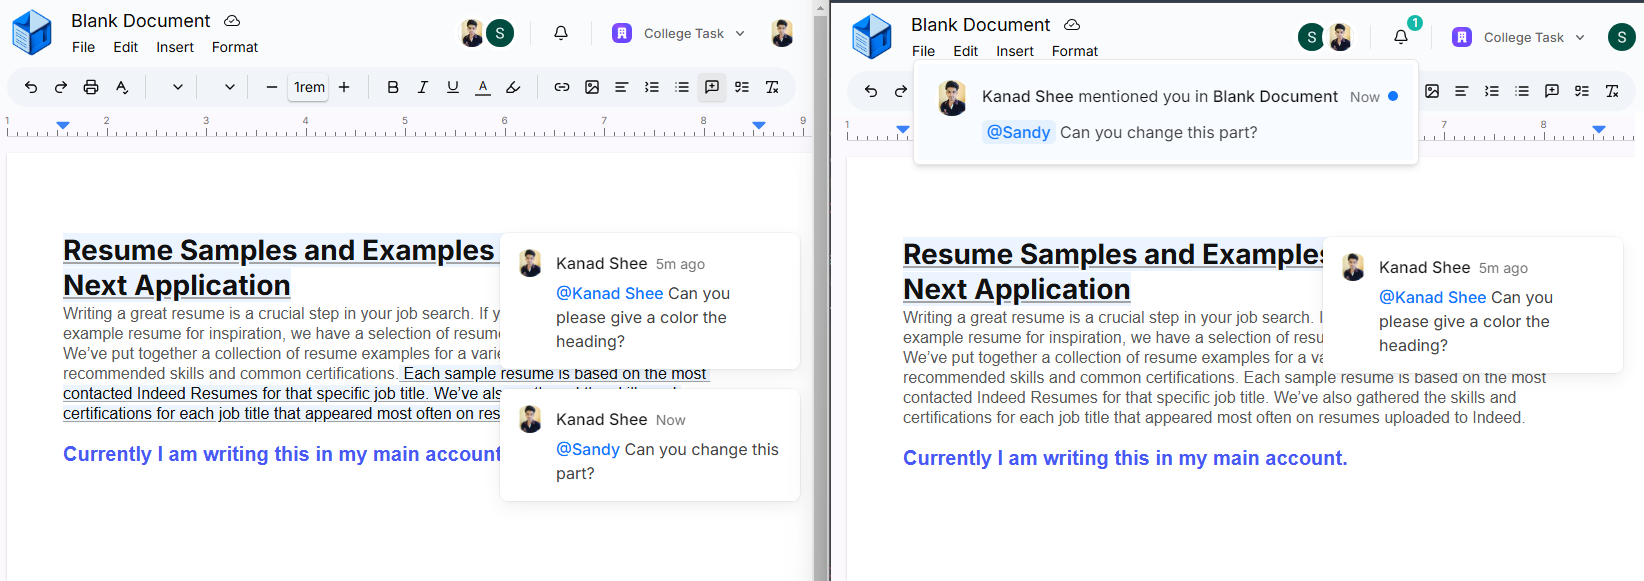 Blank Document
File Edit Insert Format
S
College Task
1rem
B I U A
1 2 3 4 5 6 7 8 9
Resume Samples and Examples
Next Application
Writing a great resume is a crucial step in your job search. If y
example resume for inspiration, we have a selection of resum
We've put together a collection of resume examples for a vari
recommended skills and common certifications. Each sample resume is based on the most
contacted Indeed Resumes for that specific job title. We've als
certifications for each job title that appeared most often on res
Currently I am writing this in my main account
Kanad Shee 5m ago
@Kanad Shee Can you
please give a color the
heading?
Kanad Shee Now
@Sandy Can you change this
part?
Blank Document
File Edit Insert Format
S
1
College Task
S
Kanad Shee mentioned you in Blank Document Now
@Sandy Can you change this part?
1 7 8
Resume Samples and Examples
Next Application
Writing a great resume is a crucial step in your job search. I
example resume for inspiration, we have a selection of resum
We've put together a collection of resume examples for a va
recommended skills and common certifications. Each sample resume is based on the most
contacted Indeed Resumes for that specific job title. We've also gathered the skills and
certifications for each job title that appeared most often on resumes uploaded to Indeed.
Currently I am writing this in my main account.
Kanad Shee 5m ago
@Kanad Shee Can you
please give a color the
heading?